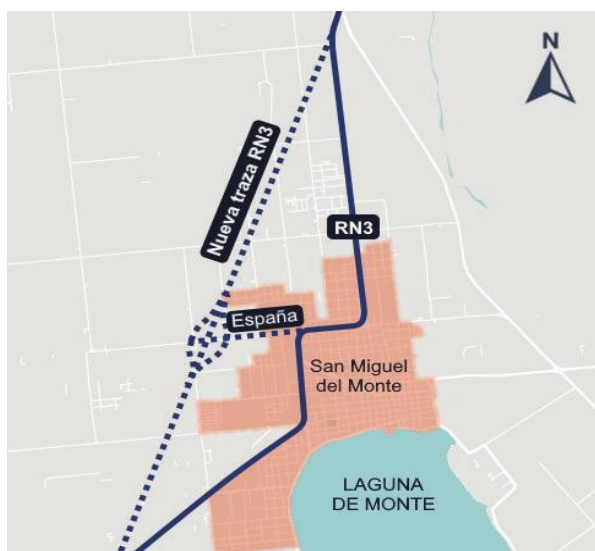 N
Nueva traza RN3
RN3
España
San Miguel
del Monte
LAGUNA
DE MONTE